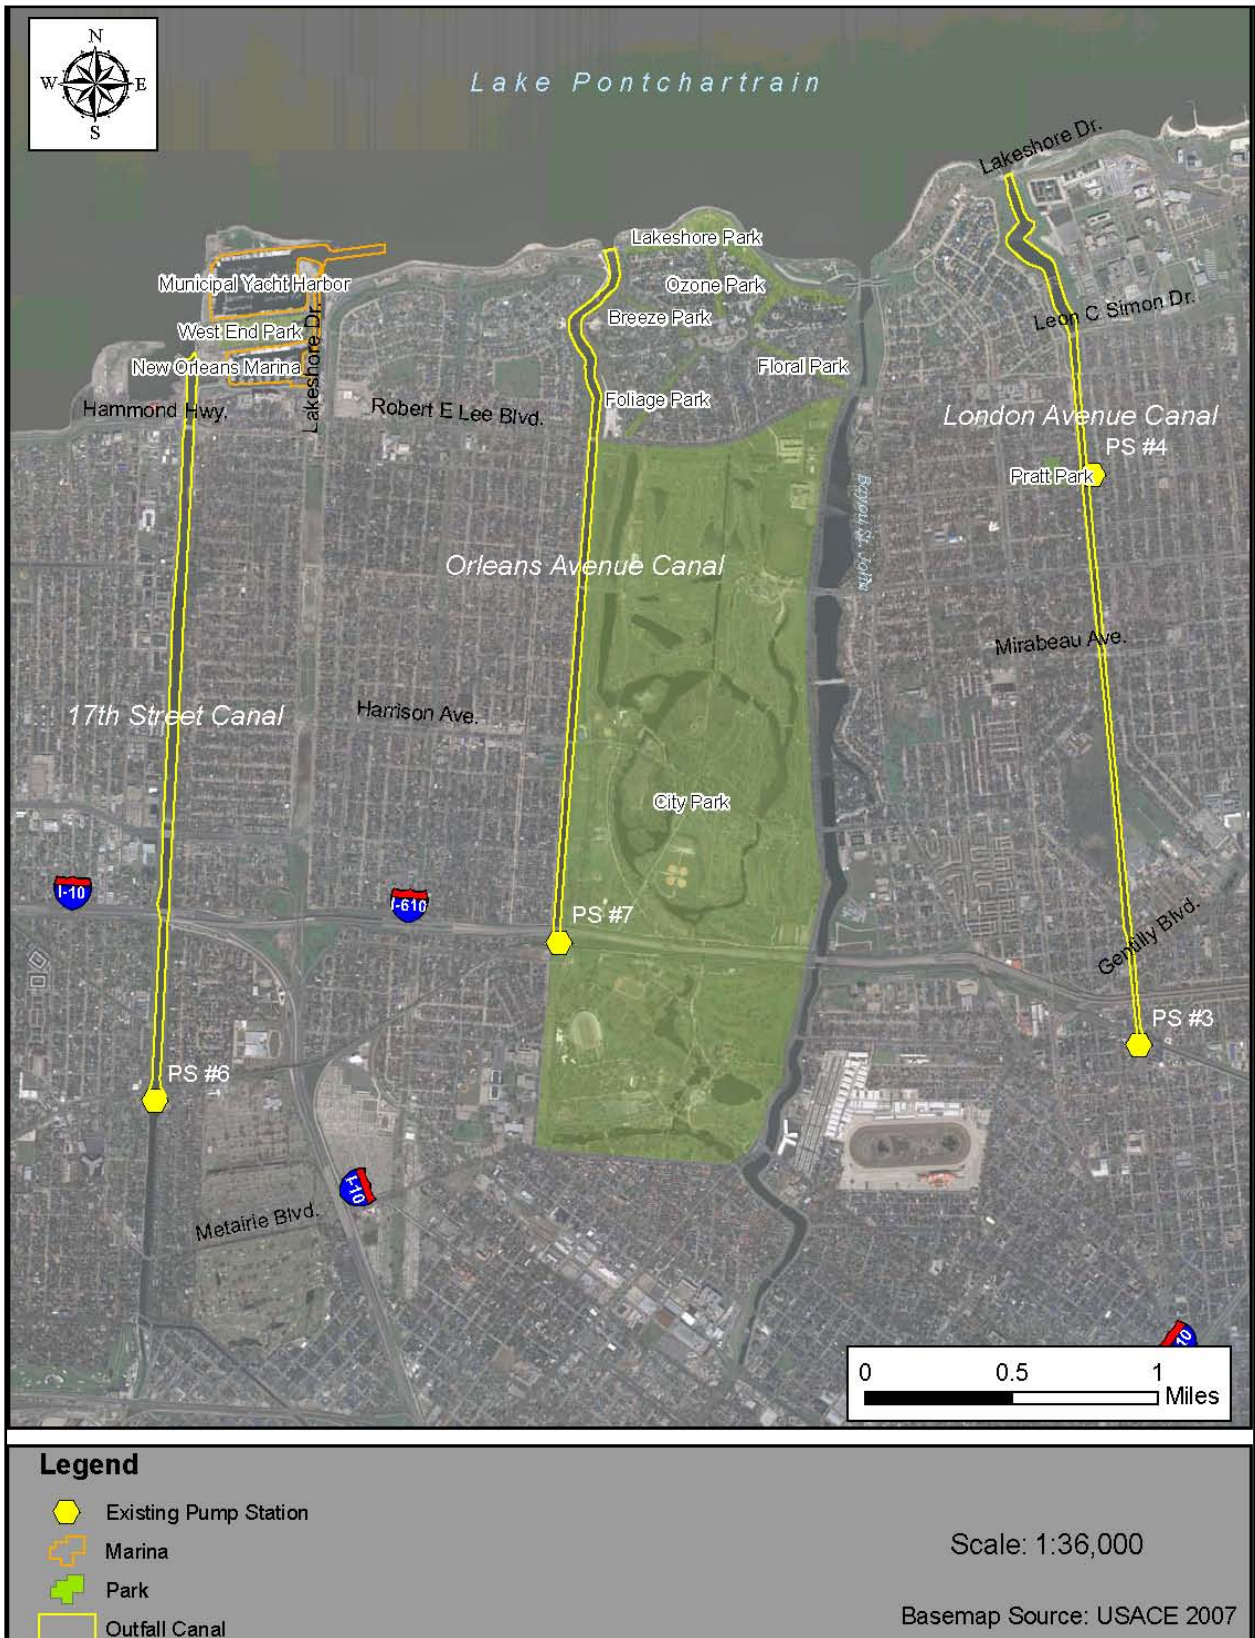 N
W E
S
Lake Pontchartrain
Lakeshore Dr.
Lakeshore Park
Municipal Yacht Harbor
Ozone Park
Leon C Simon Dr.
Breeze Park
West End Park
Lakeshore Dr.
New Orleans Marina
Floral Park
Foliage Park
Hammond Hwy.
Robert E Lee Blvd.
London Avenue Canal
PS #4
Pratt Park
Bayou St. John
Orleans Avenue Canal
Mirabeau Ave.
17th Street Canal
Harrison Ave.
City Park
I-10
I-610
PS #7
Gentilly Blvd.
PS #3
PS #6
I-10
Metairie Blvd.
10
0 0.5 1
Miles
Legend
Existing Pump Station
Marina
Park
Outfall Canal
Scale: 1:36,000
Basemap Source: USACE 2007